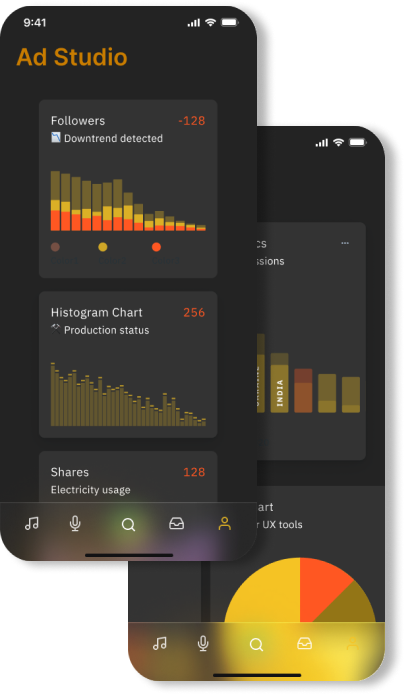 9:41
Ad Studio
Followers
-128
Downtrend detected
Histogram Chart
256
Production status
Shares
128
Electricity usage
cs
...
ssions
INDIA
art
r UX tools